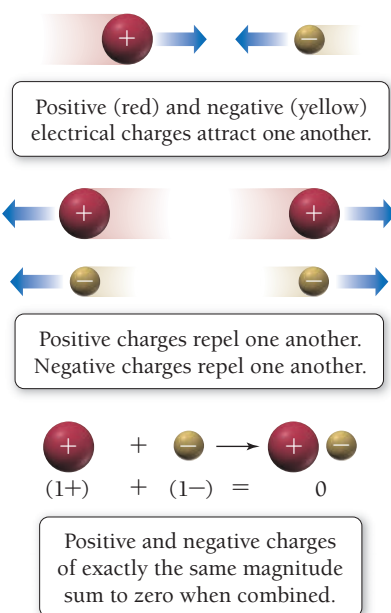 + −
Positive (red) and negative (yellow)
electrical charges attract one another.
+ +
− −
Positive charges repel one another.
Negative charges repel one another.
+ + − → + −
(1+) + (1−) = 0
Positive and negative charges
of exactly the same magnitude
sum to zero when combined.